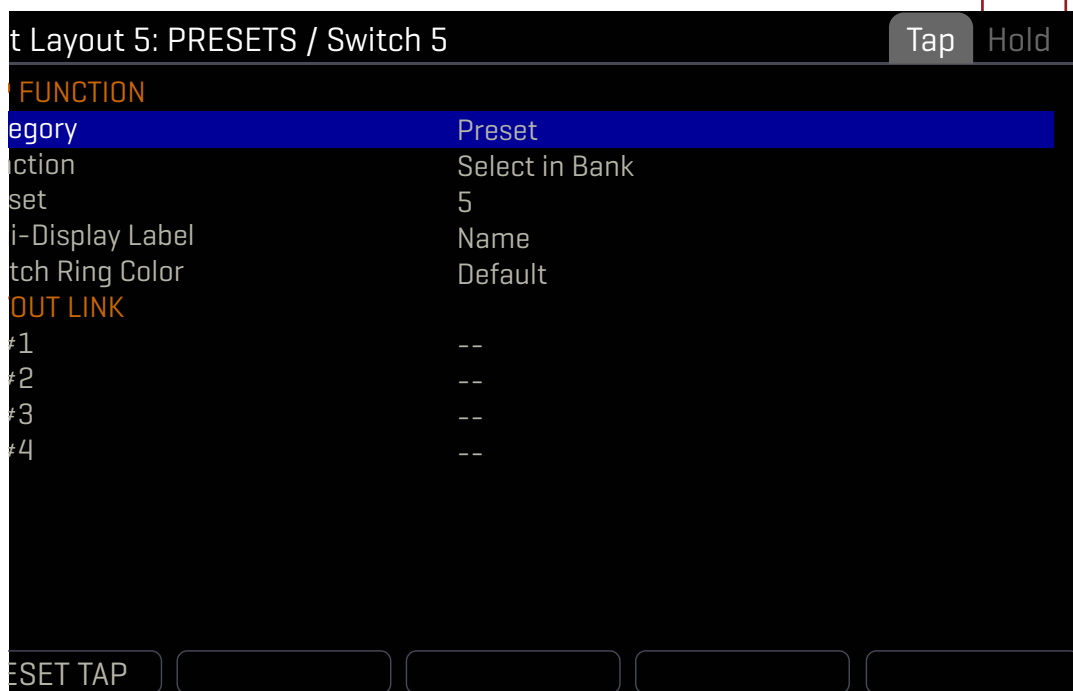 t Layout 5: PRESETS / Switch 5 Tap Hold
FUNCTION
egory Preset
ction Select in Bank
set 5
i-Display Label Name
tch Ring Color Default
OUT LINK
#1 --
#2 --
#3 --
#4 --
ESET TAP